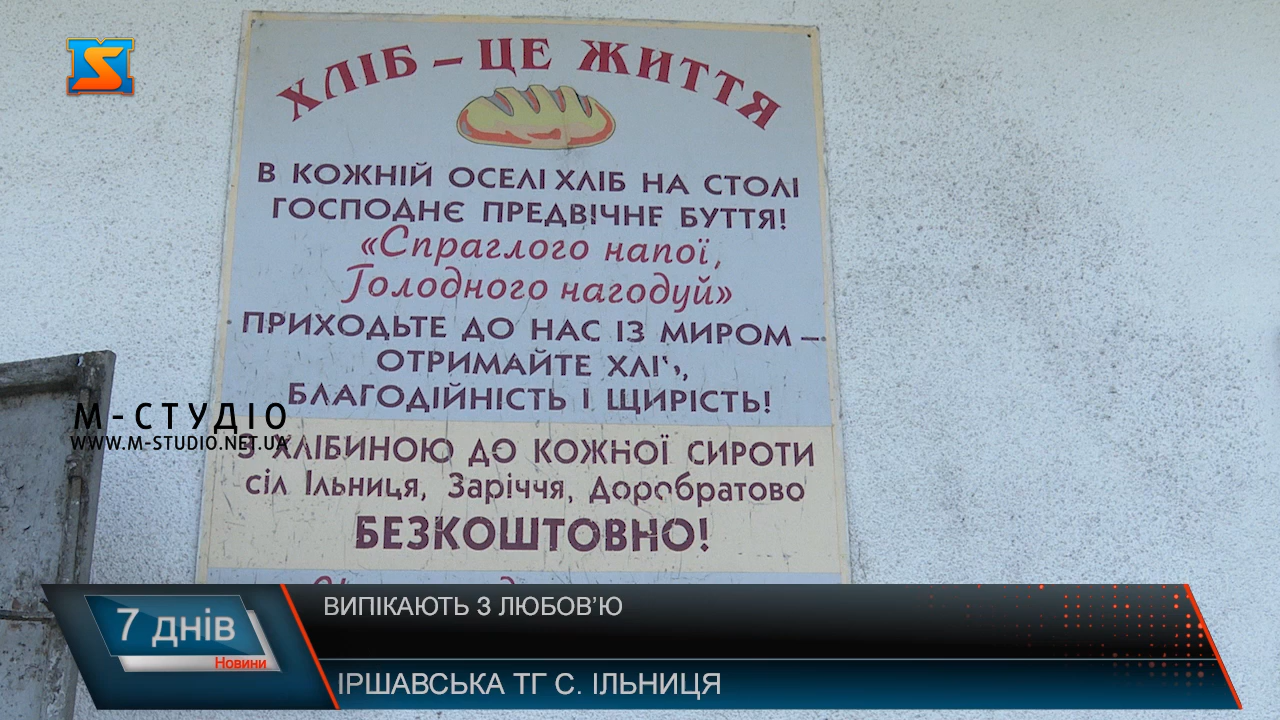 ХЛІБ – ЦЕ ЖИТТЯ
В КОЖНІЙ ОСЕЛІ ХЛІБ НА СТОЛІ
ГОСПОДНЄ ПРЕДВІЧНЕ БУТТЯ!
«Спраглого напої,
Голодного нагодуй»
ПРИХОДЬТЕ ДО НАС ІЗ МИРОМ –
ОТРИМАЙТЕ
БЛАГОДІЙНІСТЬ І ЩИРІСТЬ!
М-СТУДІО
WWW.M-STUDIO.NET.UA
З ХЛІБИНОЮ ДО КОЖНОЇ СИРОТИ
сіл Ільниця, Заріччя, Доробратово
БЕЗКОШТОВНО!
7 днів
Новини
ВИПІКАЮТЬ З ЛЮБОВ'Ю
ІРШАВСЬКА ТГ С. ІЛЬНИЦЯ